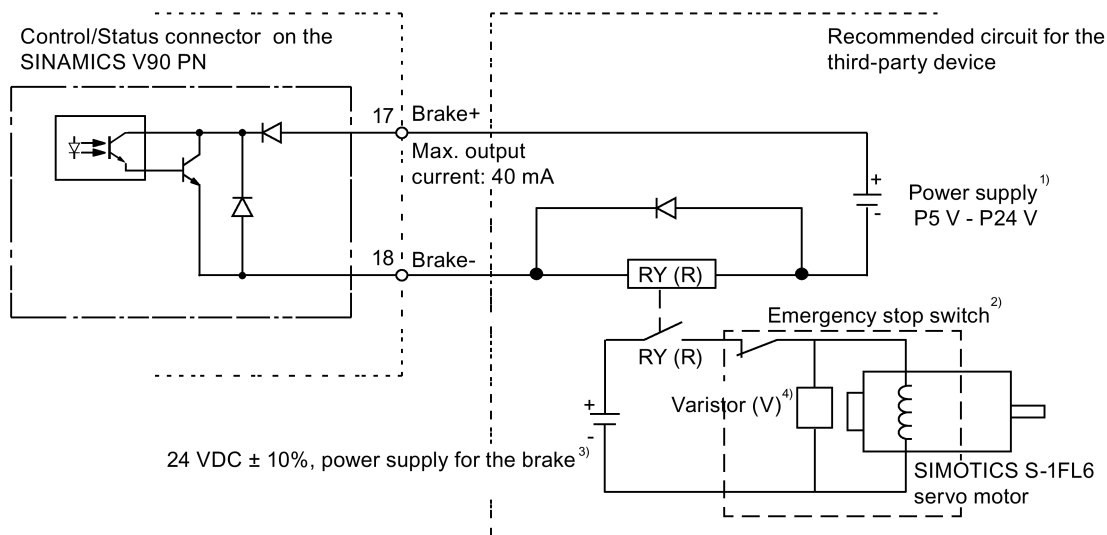 Control/Status connector on the
SINAMICS V90 PN
Recommended circuit for the
third-party device
17
Brake+
Max. output
current: 40 mA
+
-
Power supply 1)
P5 V - P24 V
18
Brake-
RY (R)
Emergency stop switch 2)
RY (R)
Varistor (V) 4)
+
-
24 VDC ± 10%, power supply for the brake 3)
SIMOTICS S-1FL6
servo motor